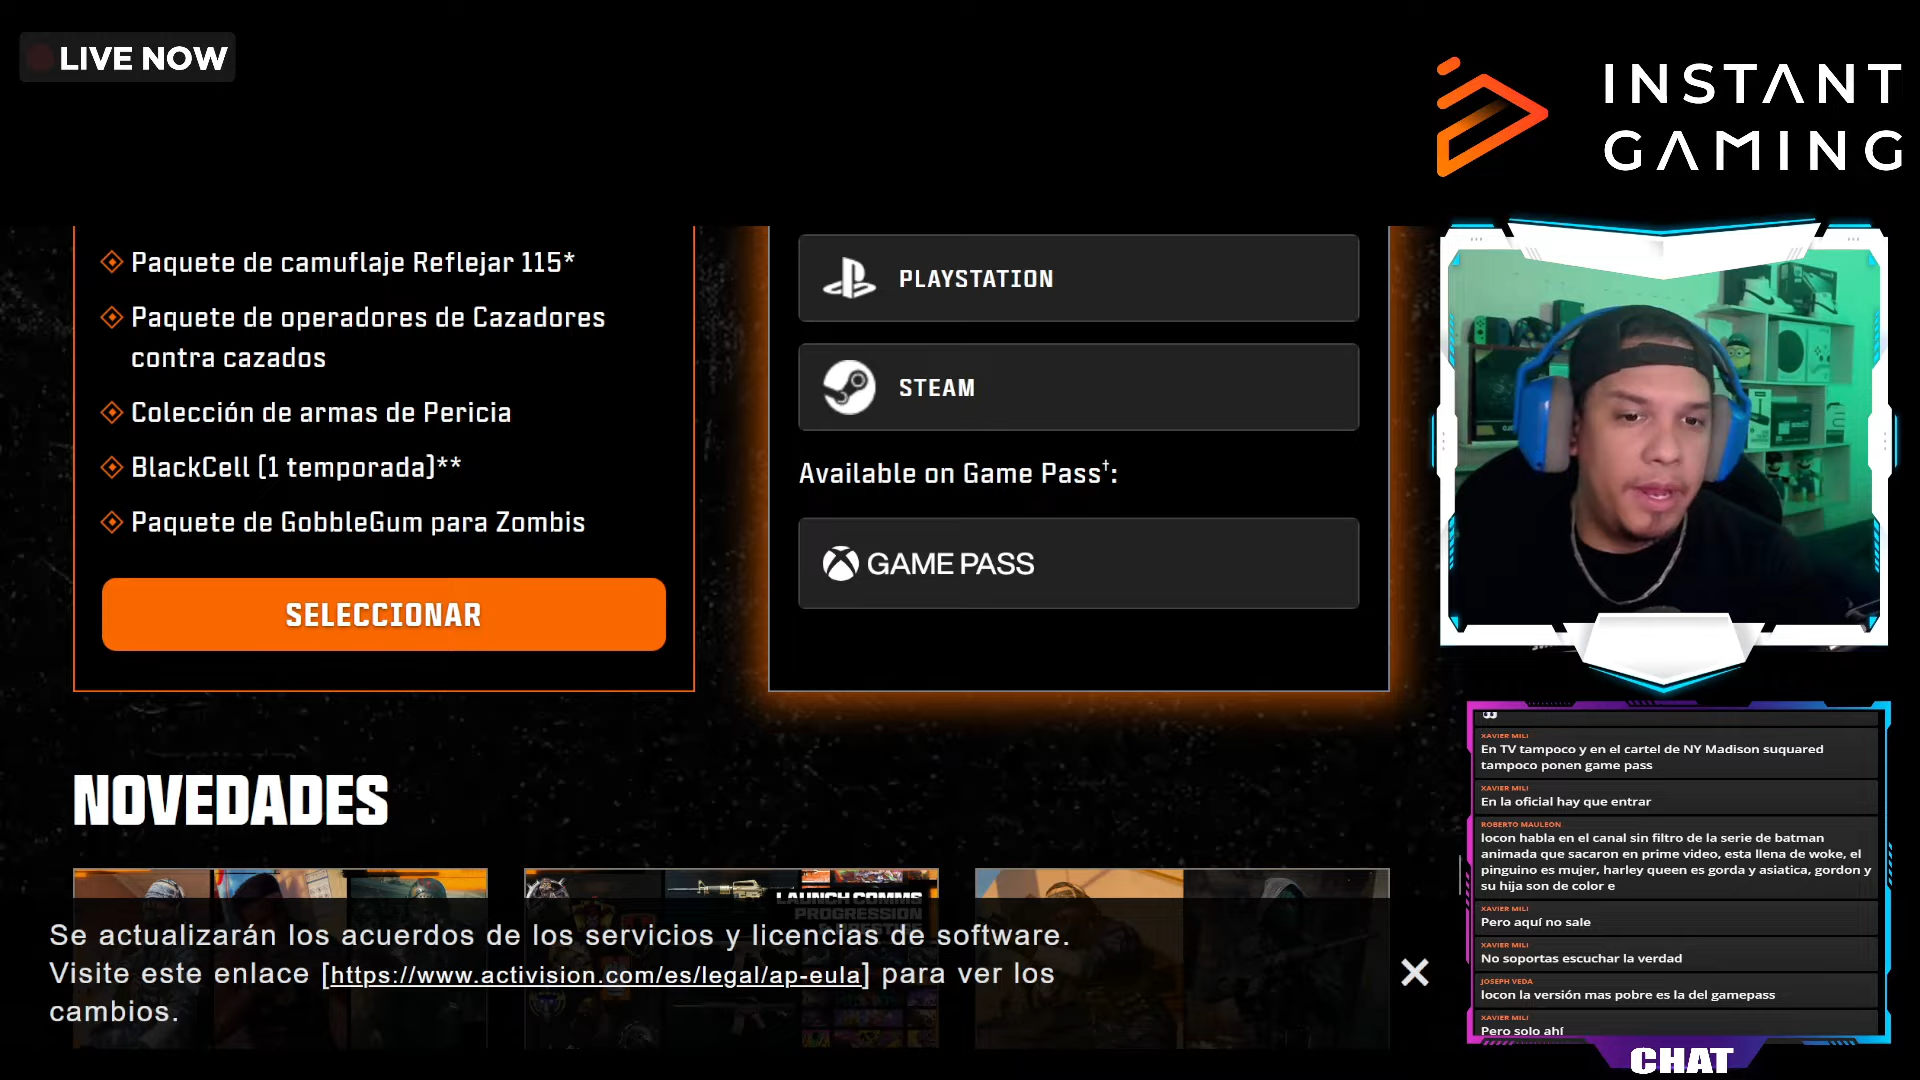 LIVE NOW
INSTANT
GAMING
Paquete de camuflaje Reflejar 115*
Paquete de operadores de Cazadores
contra cazados
Colección de armas de Pericia
BlackCell [1 temporada]**
Paquete de GobbleGum para Zombis
SELECCIONAR
PLAYSTATION
STEAM
Available on Game Pass†:
GAME PASS
NOVEDADES
LAUNCH COMMS
PROGRESSION
Se actualizarán los acuerdos de los servicios y licencias de software.
Visite este enlace [https://www.activision.com/es/legal/ap-eula] para ver los
cambios.
XAVIER MILI
En TV tampoco y en el cartel de NY Madison suquared
tampoco ponen game pass
XAVIER MILI
En la oficial hay que entrar
ROBERTO MAULEON
locon habla en el canal sin filtro de la serie de batman
animada que sacaron en prime video, esta llena de woke, el
pinguino es mujer, harley queen es gorda y asiatica, gordon y
su hija son de color e
XAVIER MILI
Pero aquí no sale
XAVIER MILI
No soportas escuchar la verdad
JOSEPH VEDA
locon la versión mas pobre es la del gamepass
XAVIER MILI
Pero solo ahí
CHAT